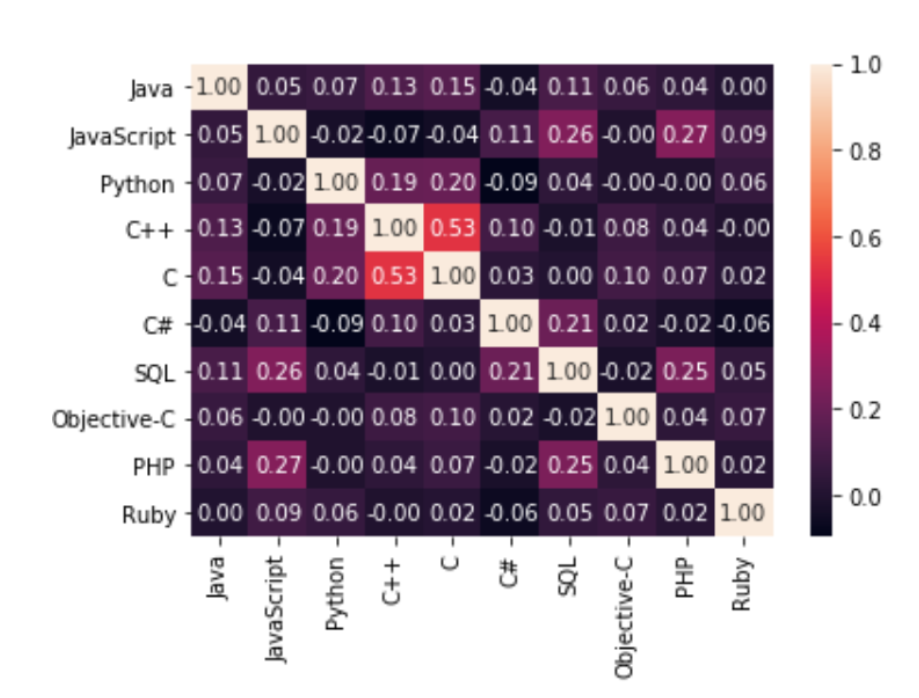 Java 1.00 0.05 0.07 0.13 0.15 -0.04 0.11 0.06 0.04 0.00
JavaScript 0.05 1.00 -0.02 -0.07 -0.04 0.11 0.26 -0.00 0.27 0.09
Python 0.07 -0.02 1.00 0.19 0.20 -0.09 0.04 -0.00 -0.00 0.06
C++ 0.13 -0.07 0.19 1.00 0.53 0.10 -0.01 0.08 0.04 -0.00
C 0.15 -0.04 0.20 0.53 1.00 0.03 0.00 0.10 0.07 0.02
C# -0.04 0.11 -0.09 0.10 0.03 1.00 0.21 0.02 -0.02 -0.06
SQL 0.11 0.26 0.04 -0.01 0.00 0.21 1.00 -0.02 0.25 0.05
Objective-C 0.06 -0.00 -0.00 0.08 0.10 0.02 -0.02 1.00 0.04 0.07
PHP 0.04 0.27 -0.00 0.04 0.07 -0.02 0.25 0.04 1.00 0.02
Ruby 0.00 0.09 0.06 -0.00 0.02 -0.06 0.05 0.07 0.02 1.00
Java
JavaScript
Python
C++
C
C#
SQL
Objective-C
PHP
Ruby
1.0
0.8
0.6
0.4
0.2
0.0